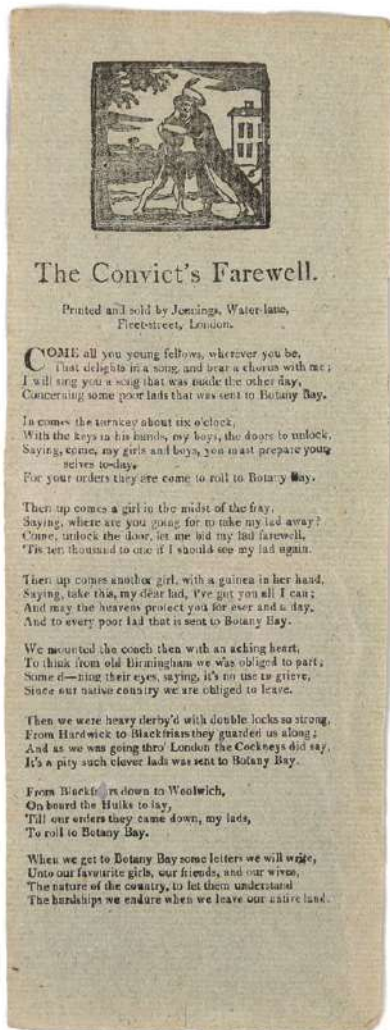 The Convict's Farewell.
Printed and sold by Jennings, Water-lane,
Fleet-street, London.
COME all you young fellows, wherever you be,
That delights in a song, and bear a chorus with me;
I will sing you a song that was made the other day,
Concerning some poor lads that was sent to Botany Bay.
In comes the turnkey about six o'clock,
With the keys in his hands, my boys, the doors to unlock,
Saying, come, my girls and boys, you must prepare your
selves to-day,
For your orders they are come to roll to Botany Bay.
Then up comes a girl in the midst of the fray,
Saying, where are you going for to take my lad away?
Come, unlock the door, let me bid my lad farewell,
'Tis ten thousand to one if I should see my lad again.
Then up comes another girl, with a guinea in her hand,
Saying, take this, my dear lad, I've got you all I can;
And may the heavens protect you for ever and a day,
And to every poor lad that is sent to Botany Bay.
We mounted the coach then with an aching heart,
To think from old Birmingham we was obliged to part;
Some d—ning their eyes, saying, it's no use to grieve,
Since our native country we are obliged to leave.
Then we were heavy derby'd with double locks so strong,
From Hardwick to Blackfriars they guarded us along;
And as we was going thro' London the Cockneys did say,
It's a pity such clever lads was sent to Botany Bay.
From Blackfriars down to Woolwich,
On board the Hulks to lay,
'Till our orders they came down, my lads,
To roll to Botany Bay.
When we get to Botany Bay some letters we will write,
Unto our favourite girls, our friends, and our wives,
The nature of the country, to let them understand
The hardships we endure when we leave our native land.